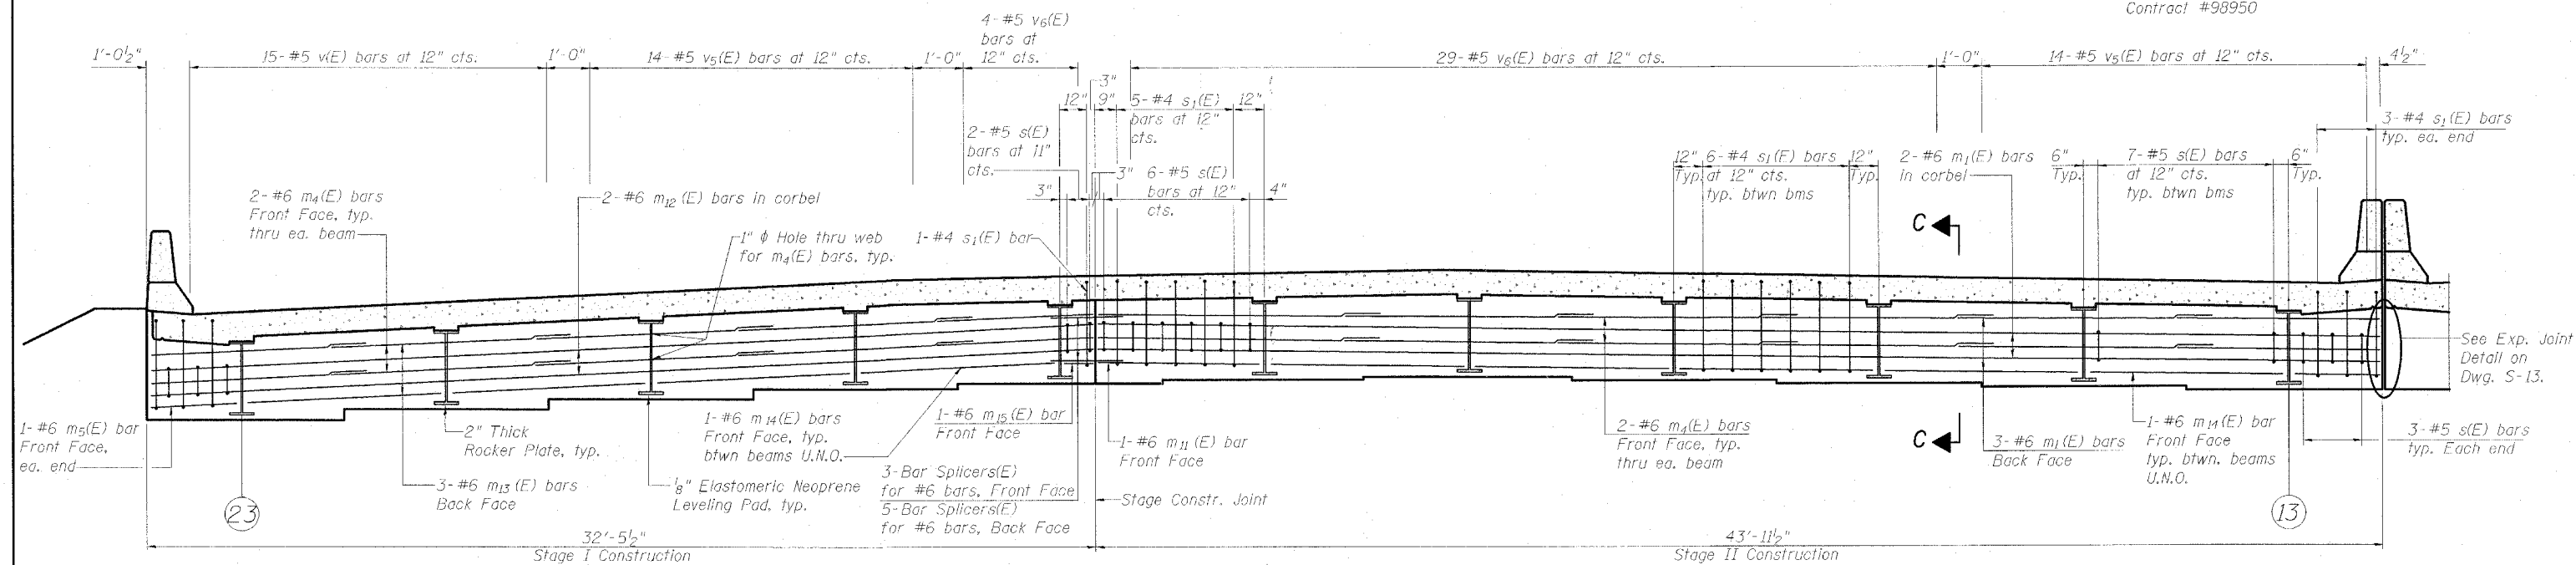 Contract #98950
1'-0½"
15-#5 v(E) bars at 12" cts.
1'-0"
14-#5 v5(E) bars at 12" cts.
1'-0"
4-#5 v6(E)
bars at
12" cts.
29-#5 v6(E) bars at 12" cts.
1'-0"
14-#5 v5(E) bars at 12" cts.
4½"
3"
12"
9"
5-#4 s1(E)
bars at 12"
cts.
12"
2-#5 s(E)
bars at 11"
cts.
3"
3"
6-#5 s(E)
bars at 12"
cts.
4"
12"
Typ.
6-#4 s1(E) bars
at 12" cts.
typ. btwn bms
12"
Typ.
2-#6 m1(E) bars
in corbel
6"
Typ.
7-#5 s(E) bars
at 12" cts.
typ. btwn bms
6"
Typ.
3-#4 s1(E) bars
typ. ea. end
2-#6 m4(E) bars
Front Face, typ.
thru ea. beam
2-#6 m12(E) bars in corbel
1" ϕ Hole thru web
for m4(E) bars, typ.
1-#4 s1(E) bar
C
C
See Exp. Joint
Detail on
Dwg. S-13.
1-#6 m5(E) bar
Front Face,
ea. end
23
2" Thick
Rocker Plate, typ.
3-#6 m13(E) bars
Back Face
1-#6 m14(E) bars
Front Face, typ.
btwn beams U.N.O.
⅛" Elastomeric Neoprene
Leveling Pad, typ.
1-#6 m15(E) bar
Front Face
3-Bar Splicers(E)
for #6 bars, Front Face
5-Bar Splicers(E)
for #6 bars, Back Face
1-#6 m11(E) bar
Front Face
Stage Constr. Joint
2-#6 m4(E) bars
Front Face, typ.
thru ea. beam
3-#6 m1(E) bars
Back Face
1-#6 m14(E) bar
Front Face
typ. btwn. beams
U.N.O.
3-#5 s(E) bars
typ. Each end
13
32'-5½"
Stage I Construction
43'-11½"
Stage II Construction